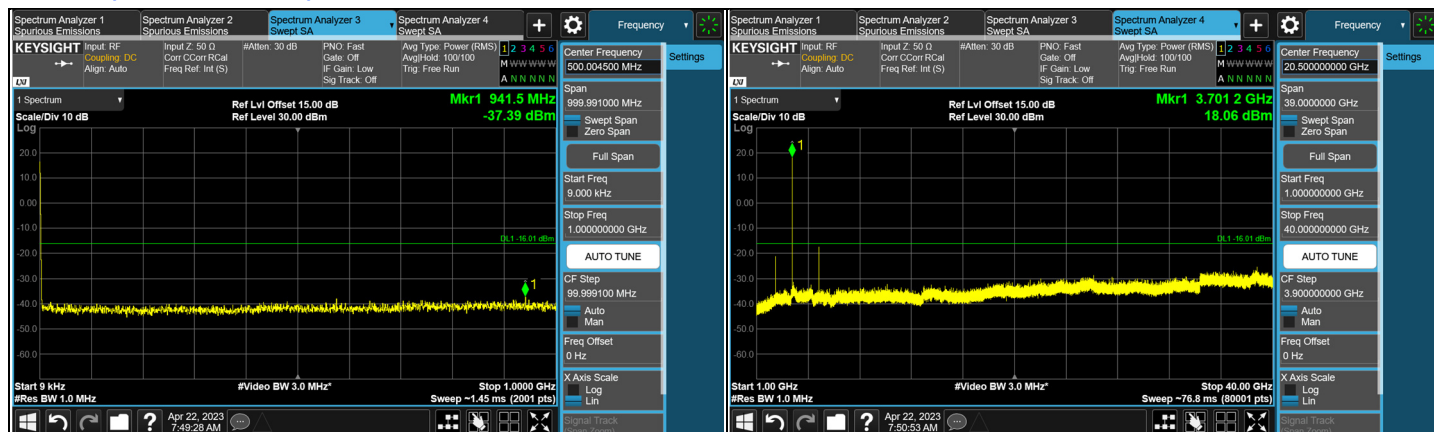 Spectrum Analyzer 1
Spurious Emissions
Spectrum Analyzer 2
Spurious Emissions
Spectrum Analyzer 3
Swept SA
Spectrum Analyzer 4
Swept SA
+
Frequency
KEYSIGHT
Input: RF
Coupling: DC
Align: Auto
Input Z: 50 Ω
Corr CCorr RCal
Freq Ref: Int (S)
#Atten: 30 dB
PNO: Fast
Gate: Off
IF Gain: Low
Sig Track: Off
Avg Type: Power (RMS)
Avg|Hold: 100/100
Trig: Free Run
1 2 3 4 5 6
M W W W W W
A N N N N N
LXI
Center Frequency
500.004500 MHz
Settings
Span
999.991000 MHz
Swept Span
Zero Span
Full Span
Start Freq
9.000 kHz
Stop Freq
1.000000000 GHz
AUTO TUNE
CF Step
99.999100 MHz
Auto
Man
Freq Offset
0 Hz
X Axis Scale
Log
Lin
Signal Track
(Span Zoom)
1 Spectrum
Scale/Div 10 dB
Log
Ref Lvl Offset 15.00 dB
Ref Level 30.00 dBm
Mkr1 941.5 MHz
-37.39 dBm
20.0
10.0
0.00
-10.0
DL1 -16.01 dBm
-20.0
-30.0
1
-40.0
-50.0
-60.0
Start 9 kHz
#Res BW 1.0 MHz
#Video BW 3.0 MHz*
Stop 1.0000 GHz
Sweep ~1.45 ms (2001 pts)
?
Apr 22, 2023
7:49:28 AM
Spectrum Analyzer 1
Spurious Emissions
Spectrum Analyzer 2
Spurious Emissions
Spectrum Analyzer 3
Swept SA
Spectrum Analyzer 4
Swept SA
+
Frequency
KEYSIGHT
Input: RF
Coupling: DC
Align: Auto
Input Z: 50 Ω
Corr CCorr RCal
Freq Ref: Int (S)
#Atten: 30 dB
PNO: Fast
Gate: Off
IF Gain: Low
Sig Track: Off
Avg Type: Power (RMS)
Avg|Hold: 100/100
Trig: Free Run
1 2 3 4 5 6
M W W W W W
A N N N N N
LXI
Center Frequency
20.500000000 GHz
Settings
Span
39.0000000 GHz
Swept Span
Zero Span
Full Span
Start Freq
1.000000000 GHz
Stop Freq
40.000000000 GHz
AUTO TUNE
CF Step
3.900000000 GHz
Auto
Man
Freq Offset
0 Hz
X Axis Scale
Log
Lin
Signal Track
(Span Zoom)
1 Spectrum
Scale/Div 10 dB
Log
Ref Lvl Offset 15.00 dB
Ref Level 30.00 dBm
Mkr1 3.701 2 GHz
18.06 dBm
1
20.0
10.0
0.00
-10.0
DL1 -16.01 dBm
-20.0
-30.0
-40.0
-50.0
-60.0
Start 1.00 GHz
#Res BW 1.0 MHz
#Video BW 3.0 MHz*
Stop 40.00 GHz
Sweep ~76.8 ms (80001 pts)
?
Apr 22, 2023
7:50:53 AM